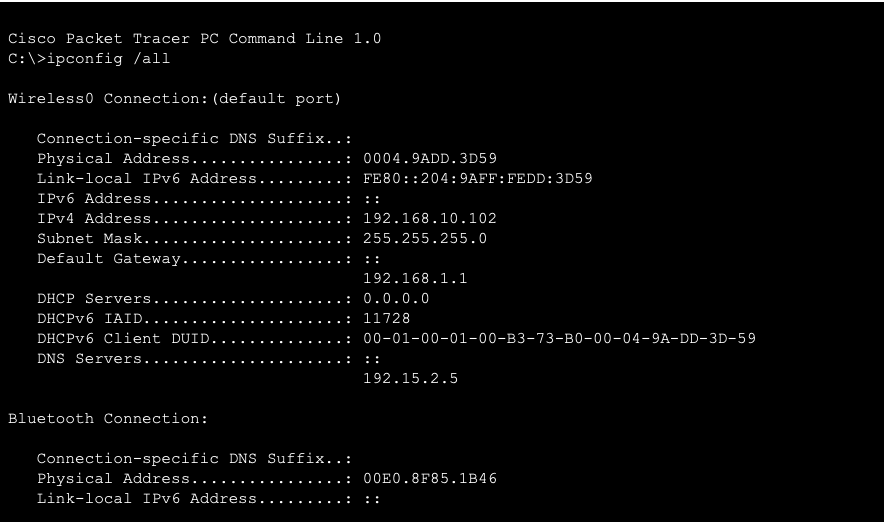 Cisco Packet Tracer PC Command Line 1.0
C:\>ipconfig /all
Wireless0 Connection:(default port)
Connection-specific DNS Suffix..:
Physical Address................: 0004.9ADD.3D59
Link-local IPv6 Address.........: FE80::204:9AFF:FEDD:3D59
IPv6 Address....................: ::
IPv4 Address....................: 192.168.10.102
Subnet Mask.....................: 255.255.255.0
Default Gateway.................: ::
192.168.1.1
DHCP Servers....................: 0.0.0.0
DHCPv6 IAID.....................: 11728
DHCPv6 Client DUID..............: 00-01-00-01-00-B3-73-B0-00-04-9A-DD-3D-59
DNS Servers.....................: ::
192.15.2.5
Bluetooth Connection:
Connection-specific DNS Suffix..:
Physical Address................: 00E0.8F85.1B46
Link-local IPv6 Address.........: ::